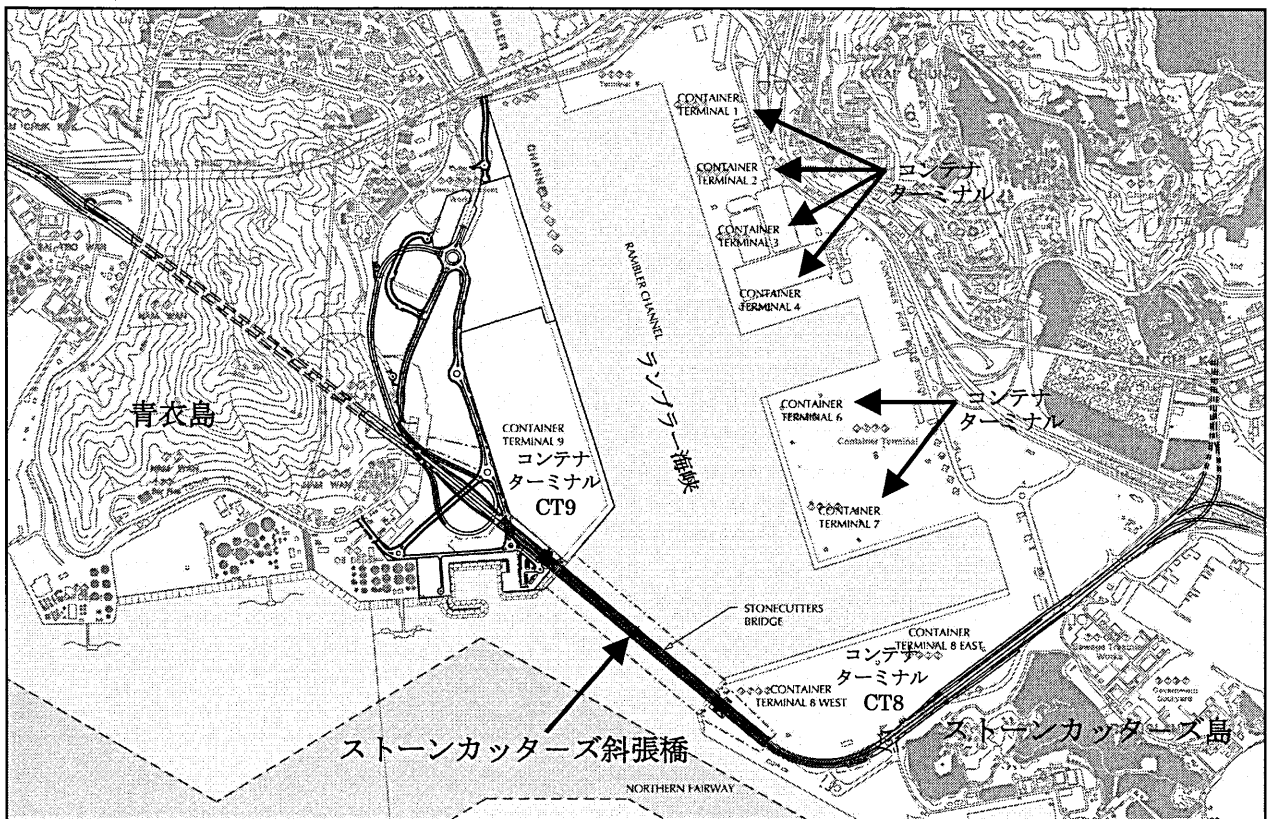 CONTAINER
TERMINAL 1
CONTAINER
TERMINAL 2
コンテナ
ターミナル
CONTAINER
TERMINAL 3
CONTAINER
TERMINAL 4
RAMBLER CHANNEL
ランブラー海峡
CONTAINER
TERMINAL 6
コンテナ
ターミナル
Container Terminal
青衣島
CONTAINER
TERMINAL 9
コンテナ
ターミナル
CT9
CONTAINER
TERMINAL 7
STONECUTTERS
BRIDGE
CONTAINER
TERMINAL 8 EAST
コンテナ
ターミナル
CT8
CONTAINER
TERMINAL 8 WEST
ストーンカッターズ島
ストーンカッターズ斜張橋
NORTHERN FAIRWAY